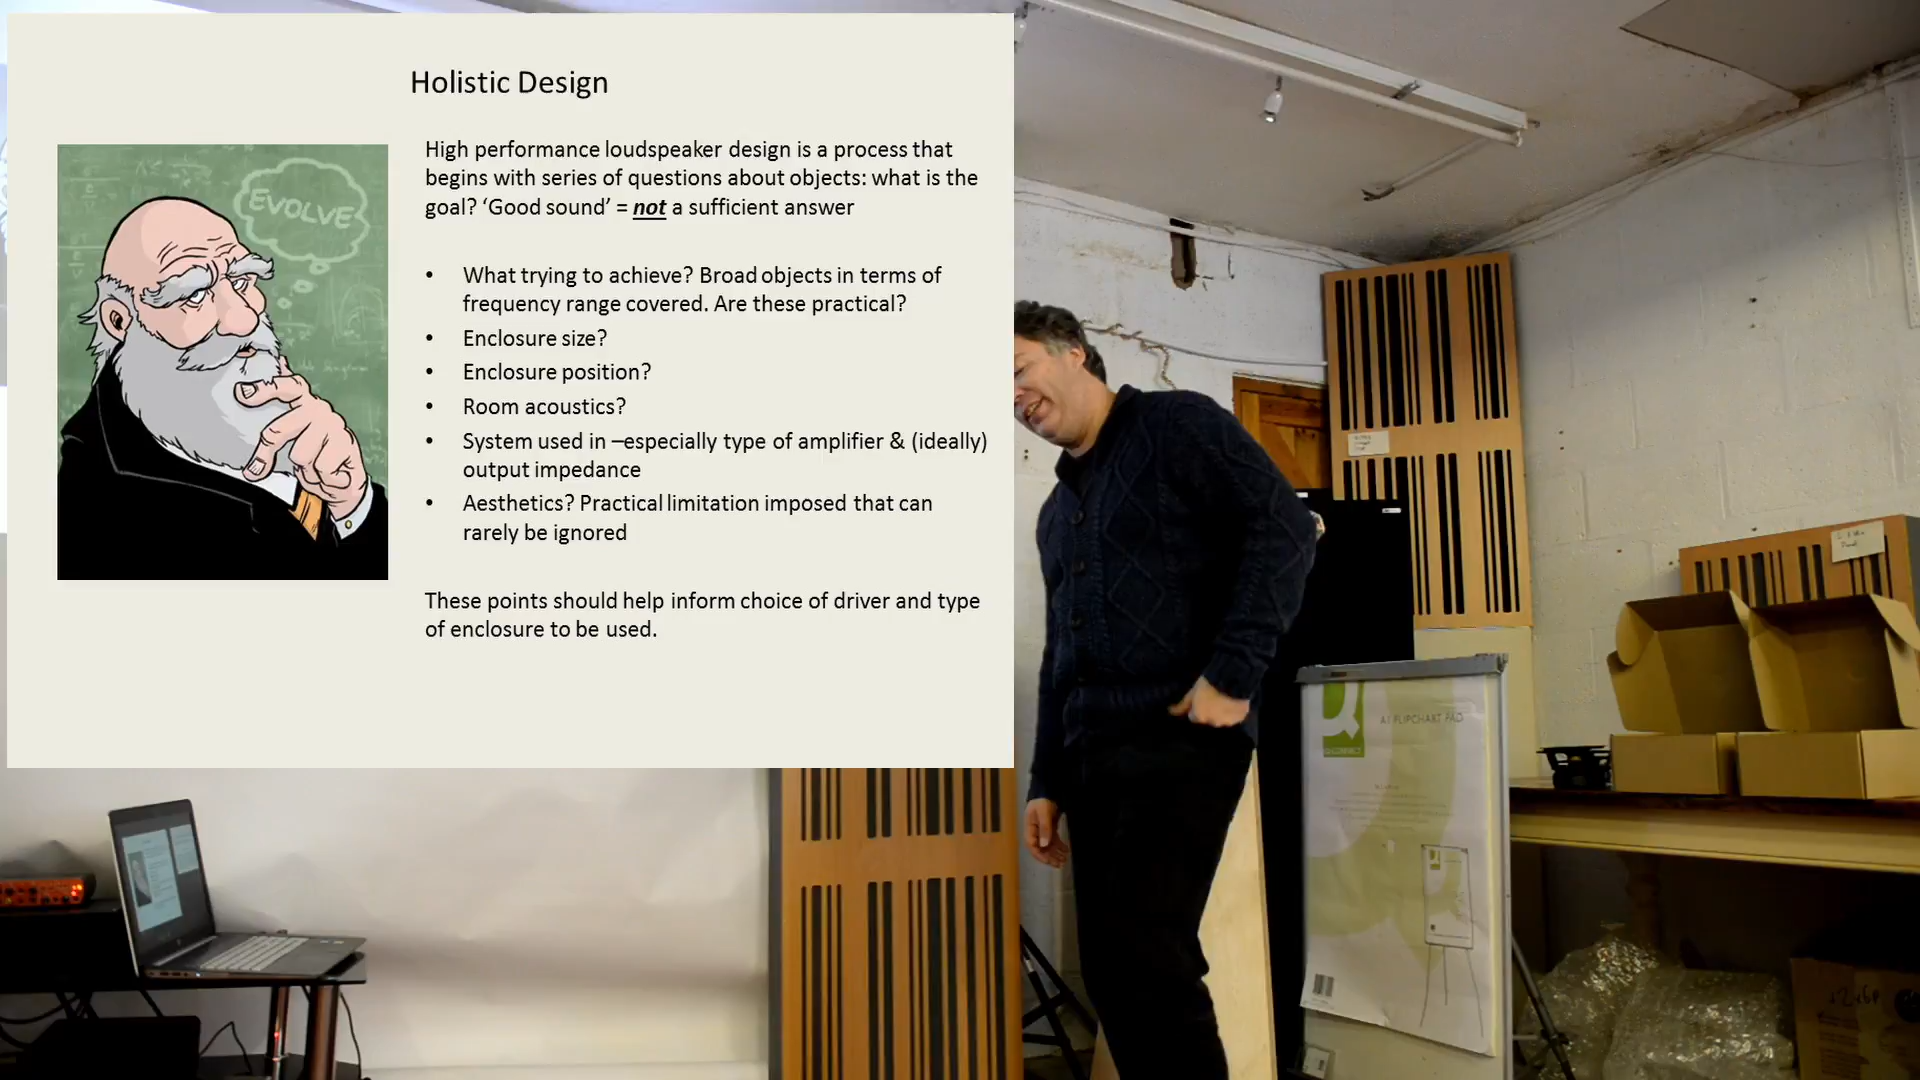 Holistic Design
EVOLVE
High performance loudspeaker design is a process that
begins with series of questions about objects: what is the
goal? ‘Good sound’ = not a sufficient answer
• What trying to achieve? Broad objects in terms of
frequency range covered. Are these practical?
• Enclosure size?
• Enclosure position?
• Room acoustics?
• System used in –especially type of amplifier & (ideally)
output impedance
• Aesthetics? Practical limitation imposed that can
rarely be ignored
These points should help inform choice of driver and type
of enclosure to be used.
A1 FLIPCHART PAD